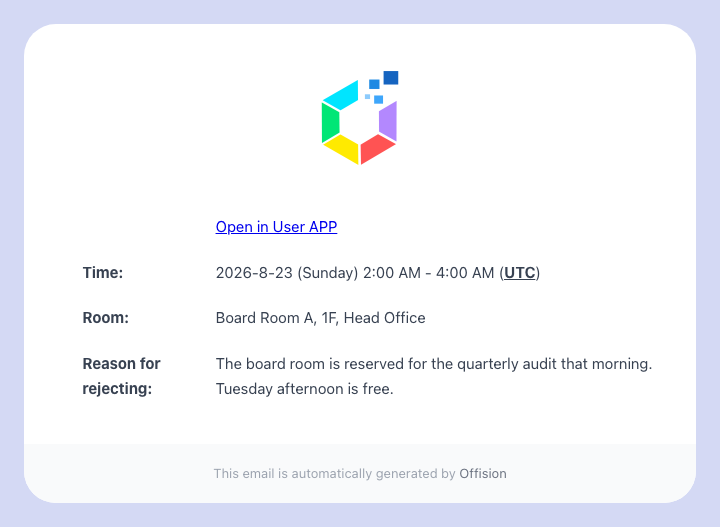 Open in User APP
Time: 2026-8-23 (Sunday) 2:00 AM - 4:00 AM (UTC)
Room: Board Room A, 1F, Head Office
Reason for rejecting: The board room is reserved for the quarterly audit that morning.
Tuesday afternoon is free.
This email is automatically generated by Offision